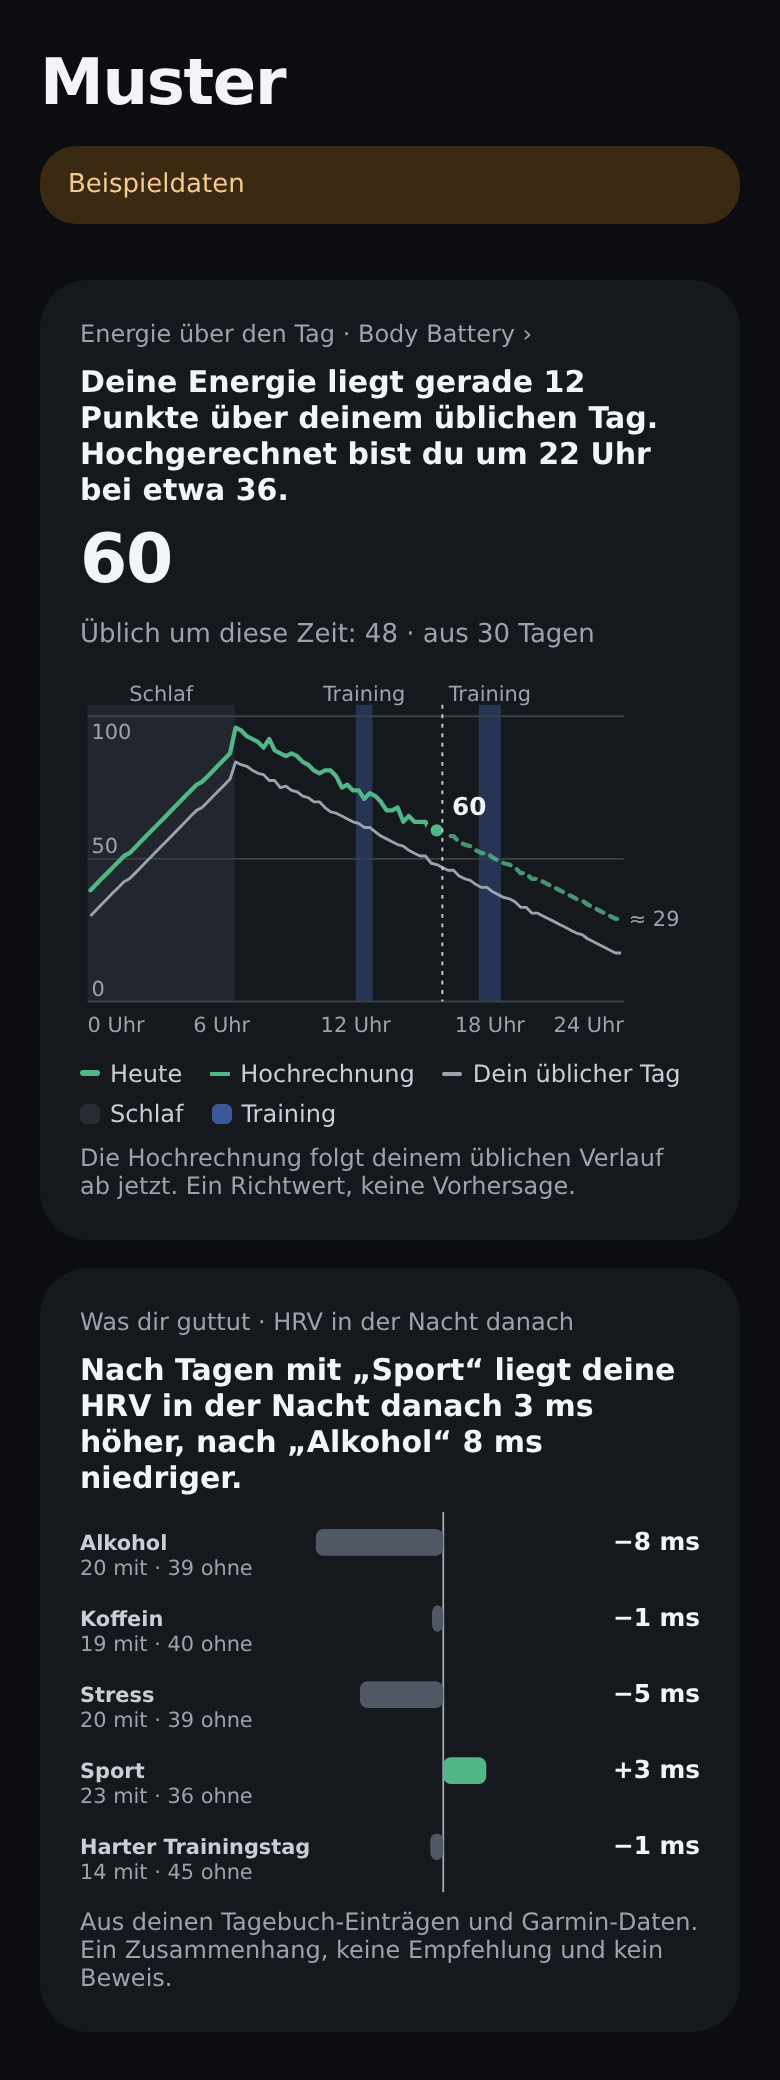 Muster
Beispieldaten
Energie über den Tag · Body Battery ›
Deine Energie liegt gerade 12
Punkte über deinem üblichen Tag.
Hochgerechnet bist du um 22 Uhr
bei etwa 36.
60
Üblich um diese Zeit: 48 · aus 30 Tagen
Schlaf Training Training
100
60
50
≈ 29
0
0 Uhr 6 Uhr 12 Uhr 18 Uhr 24 Uhr
Heute Hochrechnung Dein üblicher Tag
Schlaf Training
Die Hochrechnung folgt deinem üblichen Verlauf
ab jetzt. Ein Richtwert, keine Vorhersage.
Was dir guttut · HRV in der Nacht danach
Nach Tagen mit „Sport“ liegt deine
HRV in der Nacht danach 3 ms
höher, nach „Alkohol“ 8 ms
niedriger.
Alkohol −8 ms
20 mit · 39 ohne
Koffein −1 ms
19 mit · 40 ohne
Stress −5 ms
20 mit · 39 ohne
Sport +3 ms
23 mit · 36 ohne
Harter Trainingstag −1 ms
14 mit · 45 ohne
Aus deinen Tagebuch-Einträgen und Garmin-Daten.
Ein Zusammenhang, keine Empfehlung und kein
Beweis.